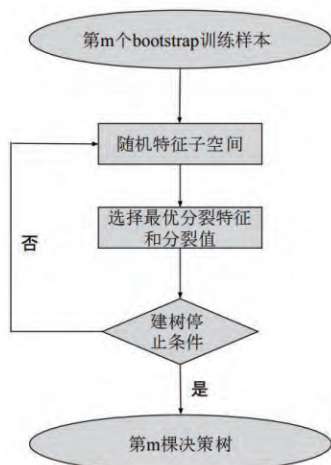 第m个bootstrap训练样本
随机特征子空间
选择最优分裂特征
和分裂值
否
建树停
止条件
是
第m棵决策树